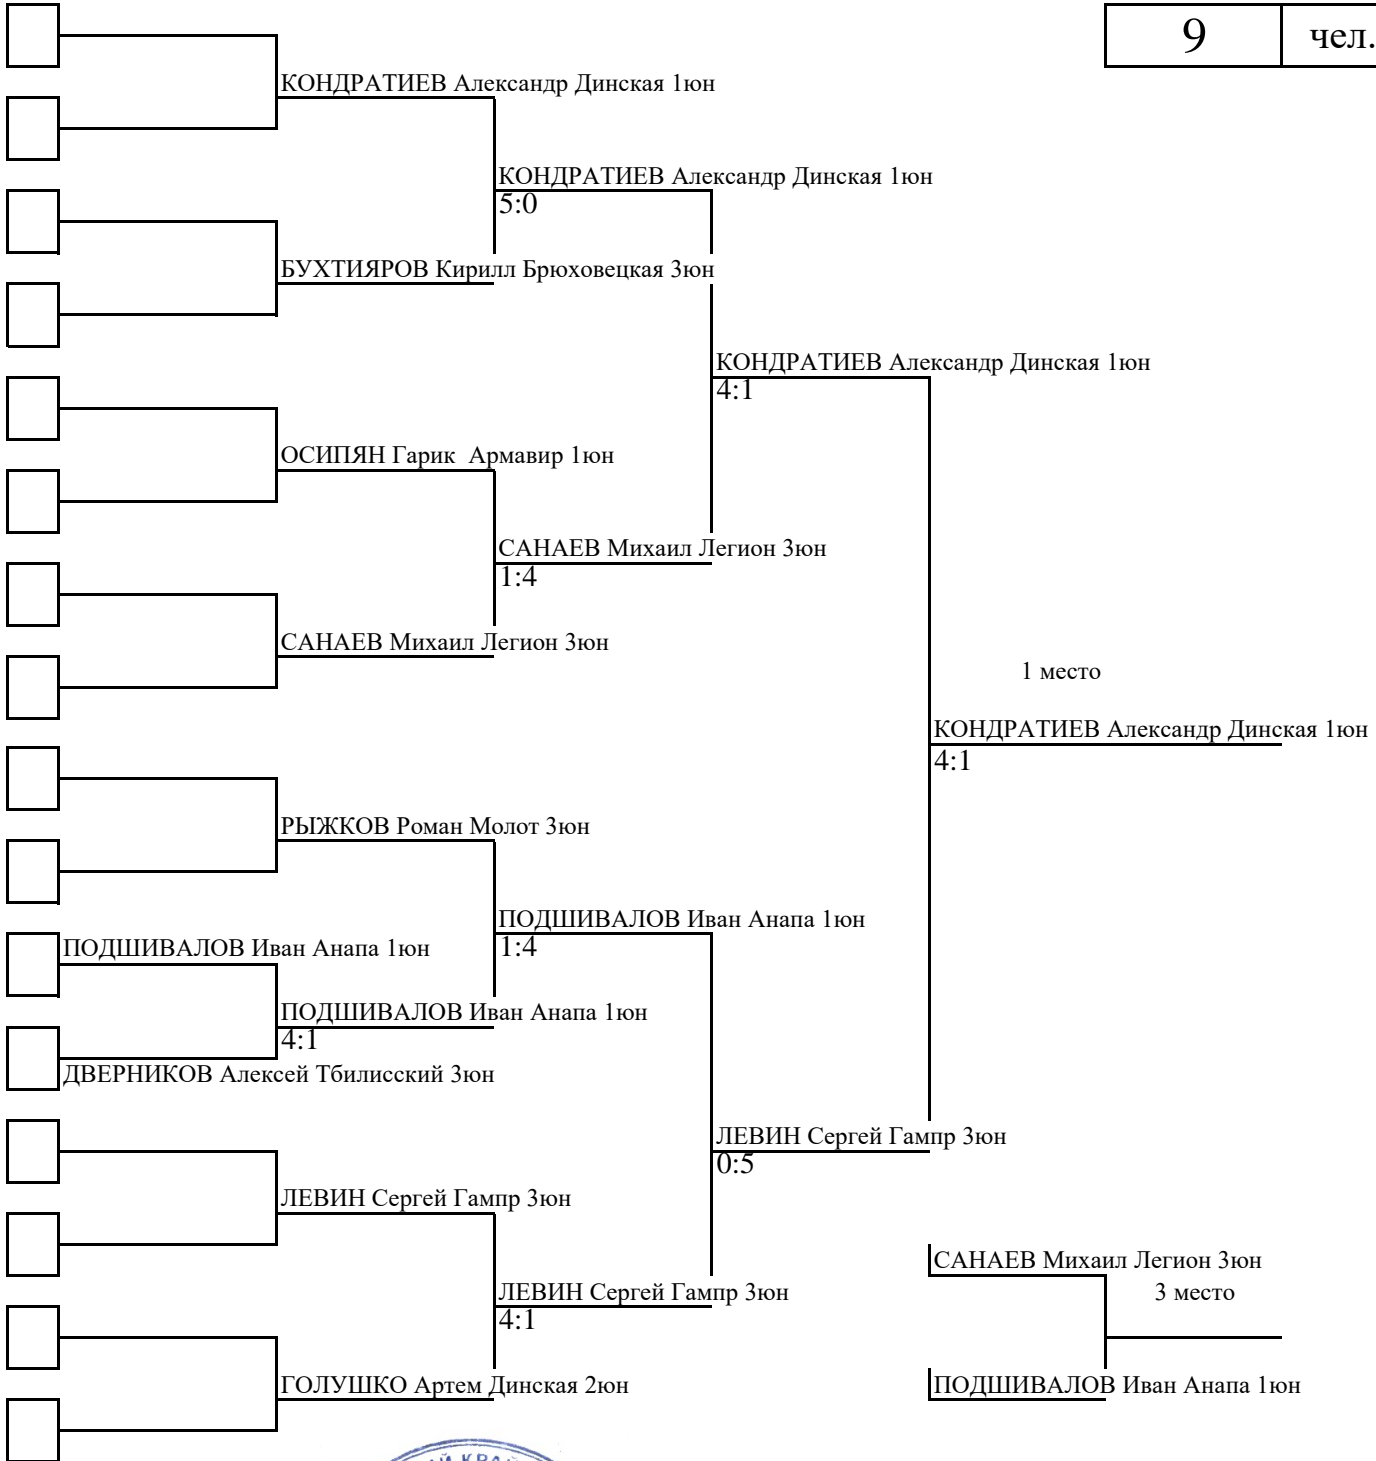 9 чел.
КОНДРАТИЕВ Александр Динская 1юн
КОНДРАТИЕВ Александр Динская 1юн
5:0
БУХТИЯРОВ Кирилл Брюховецкая 3юн
КОНДРАТИЕВ Александр Динская 1юн
4:1
ОСИПЯН Гарик  Армавир 1юн
САНАЕВ Михаил Легион 3юн
1:4
САНАЕВ Михаил Легион 3юн
1 место
КОНДРАТИЕВ Александр Динская 1юн
4:1
РЫЖКОВ Роман Молот 3юн
ПОДШИВАЛОВ Иван Анапа 1юн
1:4
ПОДШИВАЛОВ Иван Анапа 1юн
ПОДШИВАЛОВ Иван Анапа 1юн
4:1
ДВЕРНИКОВ Алексей Тбилисский 3юн
ЛЕВИН Сергей Гампр 3юн
0:5
ЛЕВИН Сергей Гампр 3юн
САНАЕВ Михаил Легион 3юн
3 место
ЛЕВИН Сергей Гампр 3юн
4:1
ГОЛУШКО Артем Динская 2юн
ПОДШИВАЛОВ Иван Анапа 1юн